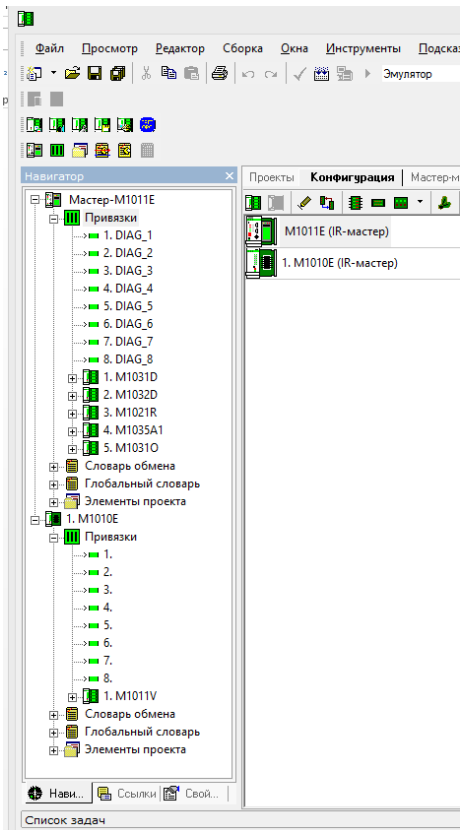 Файл Просмотр Редактор Сборка Окна Инструменты
Эмулятор
Навигатор
Проекты Конфигурация
Мастер-M1011E
Привязки
1. DIAG_1
2. DIAG_2
3. DIAG_3
4. DIAG_4
5. DIAG_5
6. DIAG_6
7. DIAG_7
8. DIAG_8
1. M1031D
2. M1032D
3. M1021R
4. M1035A1
5. M1031O
Словарь обмена
Глобальный словарь
Элементы проекта
1. M1010E
Привязки
1.
2.
3.
4.
5.
6.
7.
8.
1. M1011V
Словарь обмена
Глобальный словарь
Элементы проекта
M1011E (IR-мастер)
1. M1010E (IR-мастер)
Нави... Ссылки Свой...
Список задач